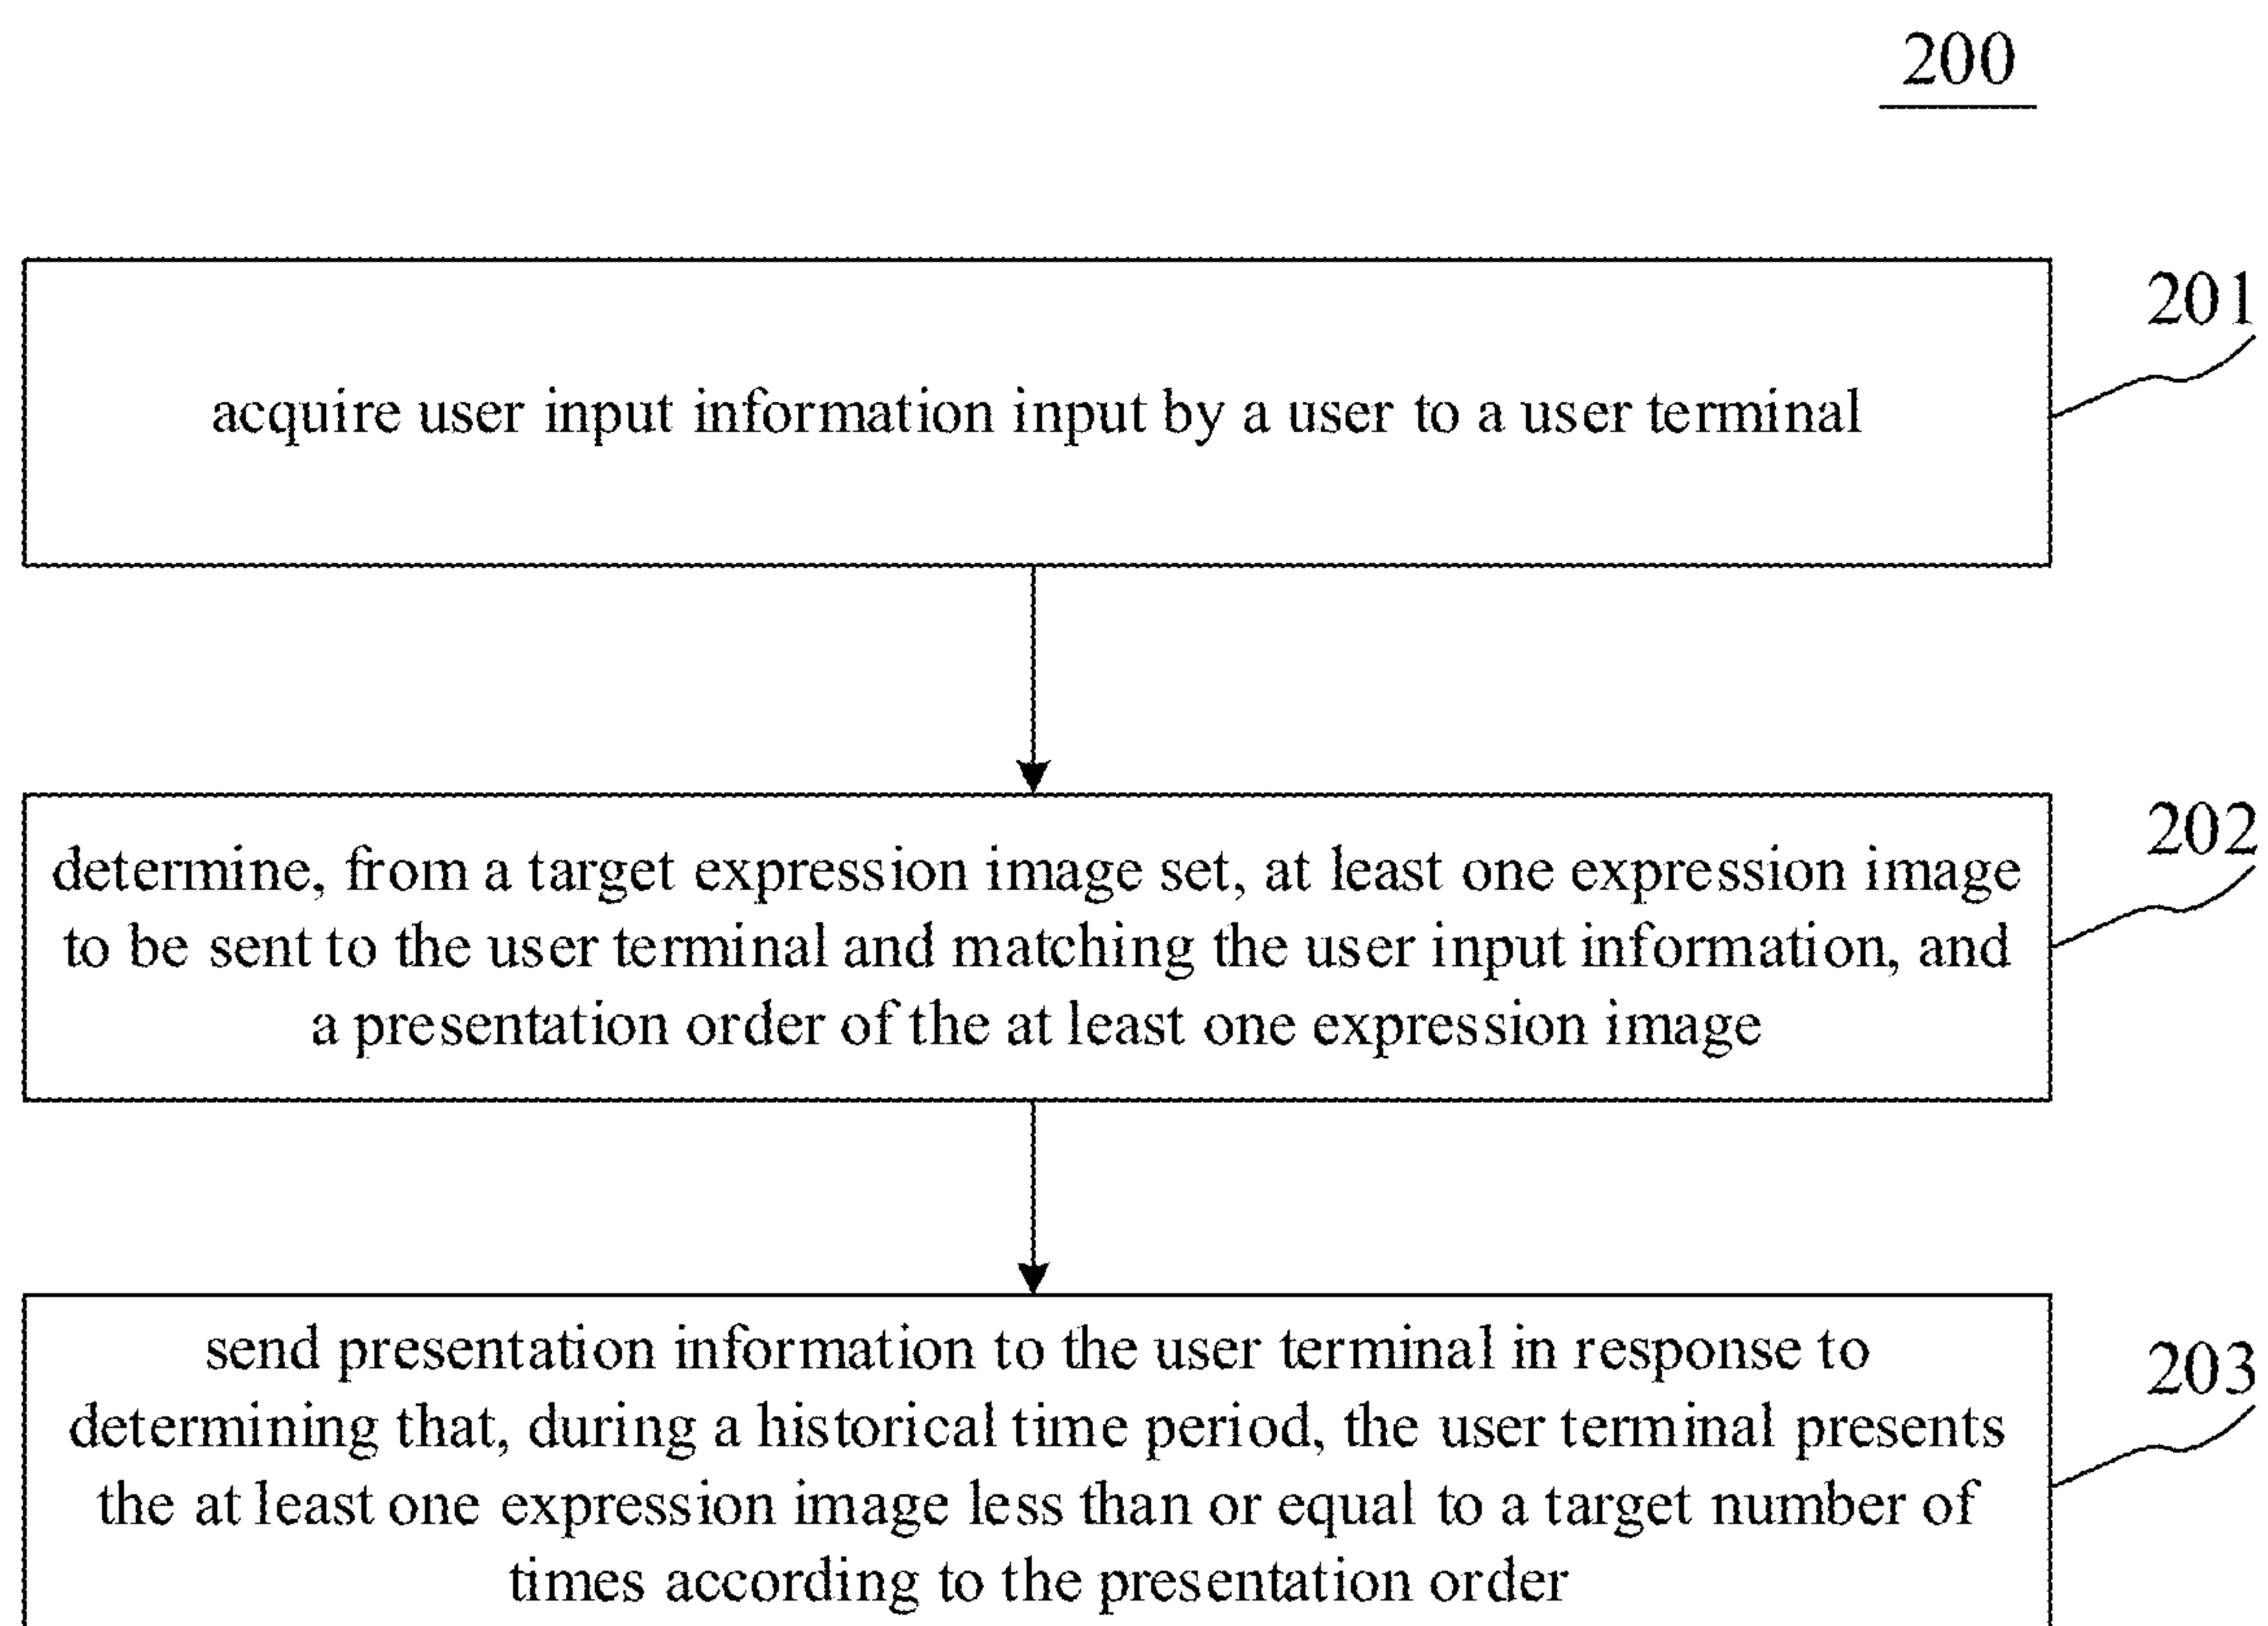 200
201
acquire user input information input by a user to a user terminal
202
determine, from a target expression image set, at least one expression image
to be sent to the user terminal and matching the user input information, and
a presentation order of the at least one expression image
203
send presentation information to the user terminal in response to
determining that, during a historical time period, the user terminal presents
the at least one expression image less than or equal to a target number of
times according to the presentation order